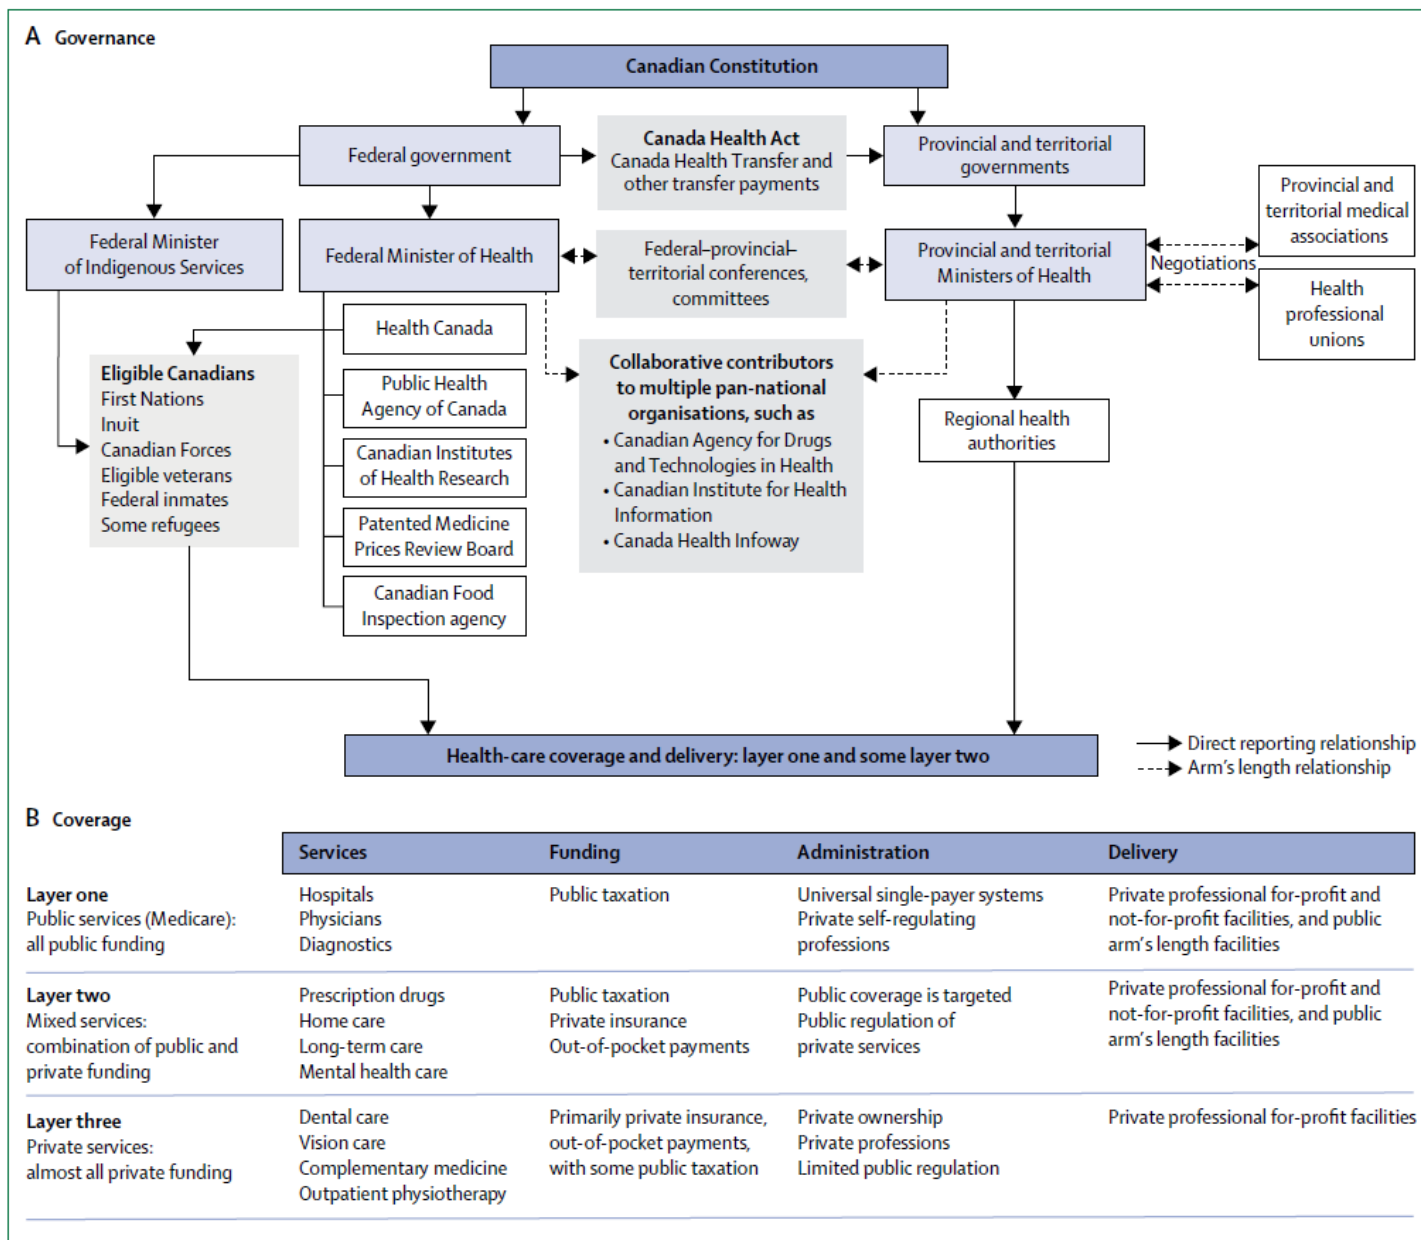 A Governance
Canadian Constitution
Federal government
Canada Health Act
Canada Health Transfer and
other transfer payments
Provincial and territorial
governments
Provincial and
territorial medical
associations
Federal Minister
of Indigenous Services
Federal Minister of Health
Federal–provincial–
territorial conferences,
committees
Provincial and territorial
Ministers of Health
Negotiations
Health
professional
unions
Health Canada
Eligible Canadians
First Nations
Inuit
Canadian Forces
Eligible veterans
Federal inmates
Some refugees
Public Health
Agency of Canada
Canadian Institutes
of Health Research
Patented Medicine
Prices Review Board
Canadian Food
Inspection agency
Collaborative contributors
to multiple pan-national
organisations, such as
• Canadian Agency for Drugs
and Technologies in Health
• Canadian Institute for Health
Information
• Canada Health Infoway
Regional health
authorities
Health-care coverage and delivery: layer one and some layer two
Direct reporting relationship
Arm's length relationship
B Coverage
Services Funding Administration Delivery
Layer one
Public services (Medicare):
all public funding
Hospitals
Physicians
Diagnostics
Public taxation
Universal single-payer systems
Private self-regulating
professions
Private professional for-profit and
not-for-profit facilities, and public
arm's length facilities
Layer two
Mixed services:
combination of public and
private funding
Prescription drugs
Home care
Long-term care
Mental health care
Public taxation
Private insurance
Out-of-pocket payments
Public coverage is targeted
Public regulation of
private services
Private professional for-profit and
not-for-profit facilities, and public
arm's length facilities
Layer three
Private services:
almost all private funding
Dental care
Vision care
Complementary medicine
Outpatient physiotherapy
Primarily private insurance,
out-of-pocket payments,
with some public taxation
Private ownership
Private professions
Limited public regulation
Private professional for-profit facilities